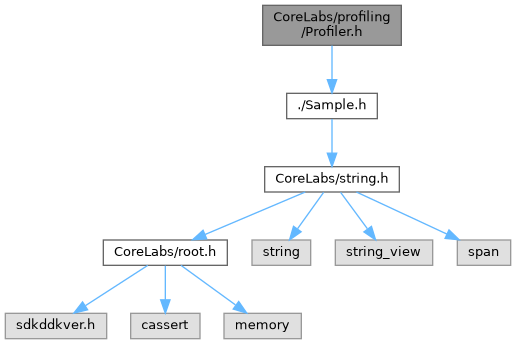 CoreLabs/profiling
/Profiler.h
./Sample.h
CoreLabs/string.h
CoreLabs/root.h
string
string_view
span
sdkddkver.h
cassert
memory